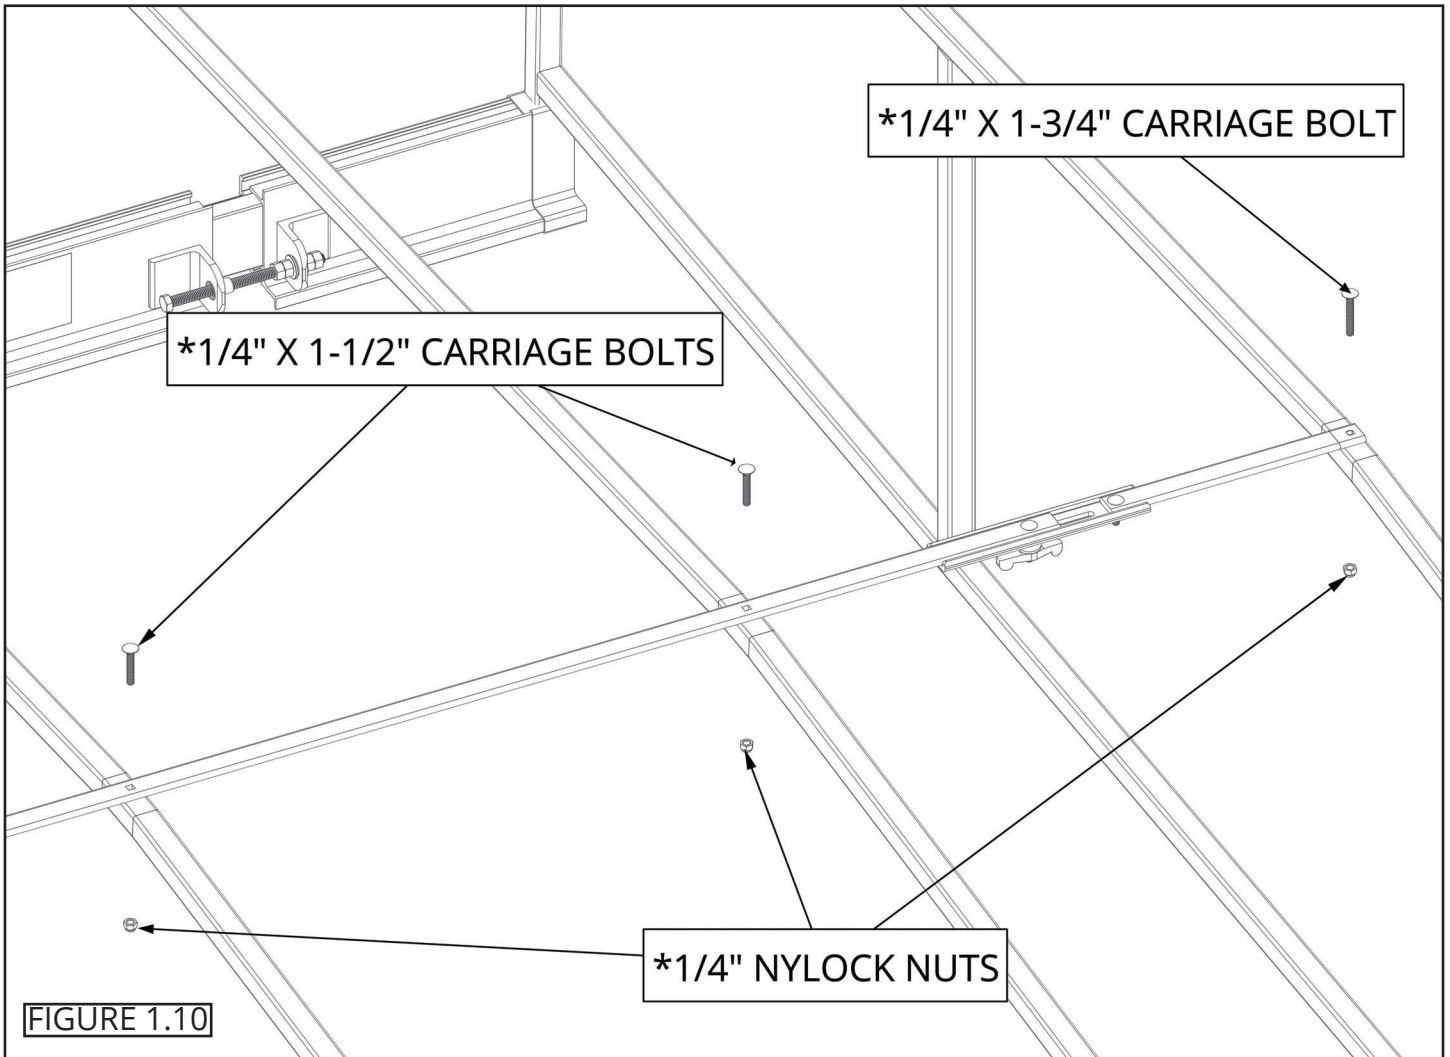 *1/4" X 1-3/4" CARRIAGE BOLT
*1/4" X 1-1/2" CARRIAGE BOLTS
*1/4" NYLOCK NUTS
FIGURE 1.10